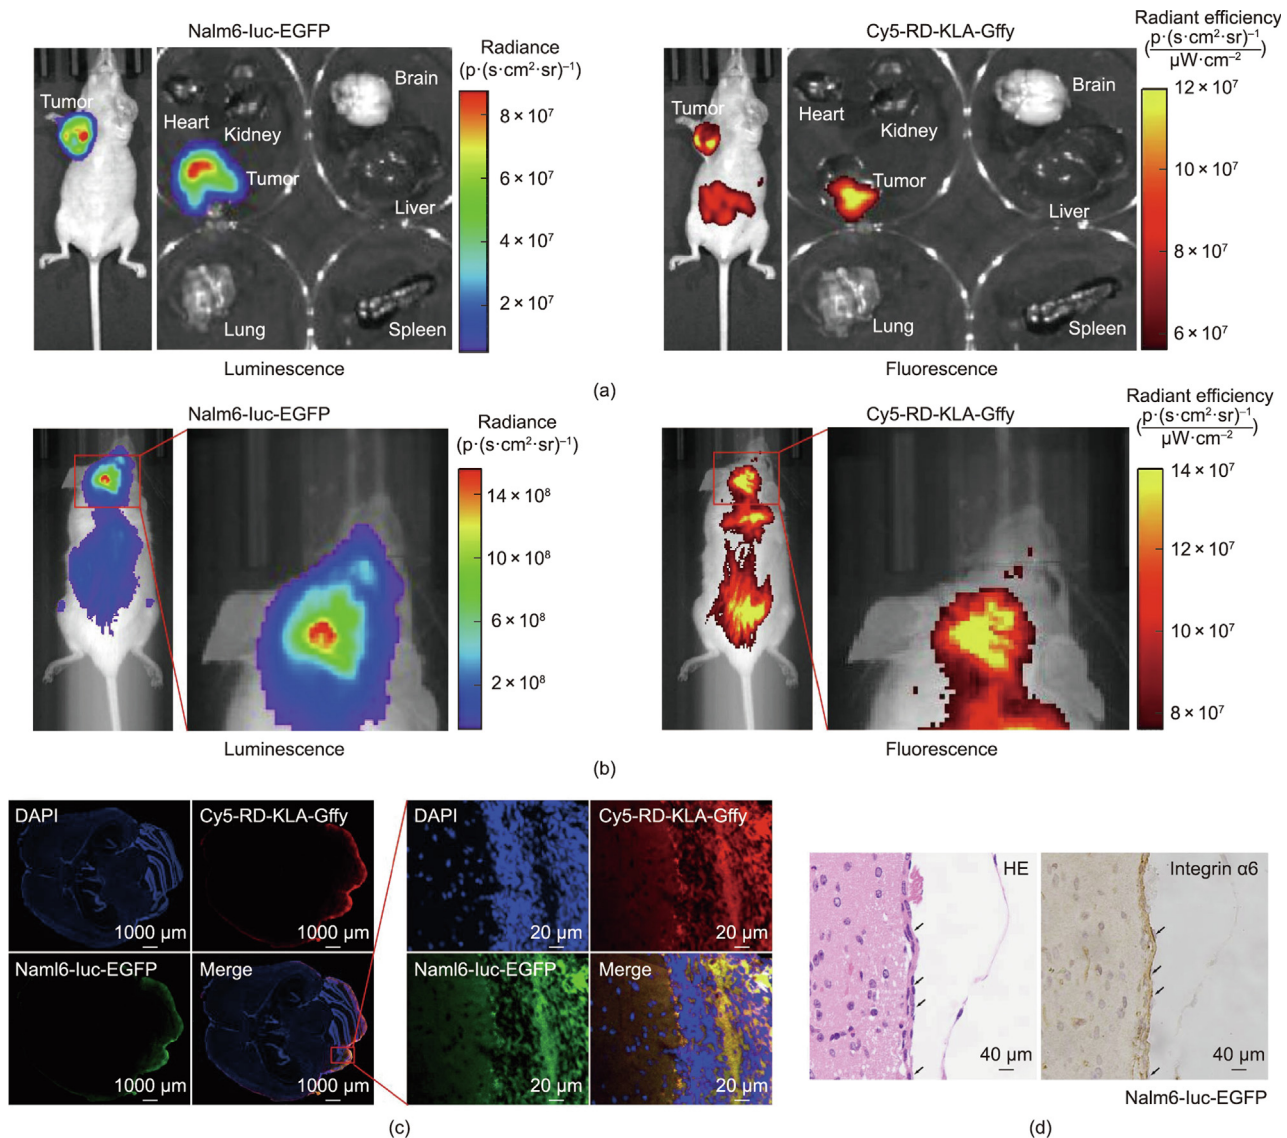 Nalm6-luc-EGFP
Radiance
(p·(s·cm²·sr)⁻¹)
Tumor
Heart
Kidney
Tumor
Brain
Liver
Lung
Spleen
8 × 10⁷
6 × 10⁷
4 × 10⁷
2 × 10⁷
Luminescence
Cy5-RD-KLA-Gffy
Radiant efficiency
(p·(s·cm²·sr)⁻¹
μW·cm⁻²)
Tumor
Heart
Kidney
Tumor
Brain
Liver
Lung
Spleen
12 × 10⁷
10 × 10⁷
8 × 10⁷
6 × 10⁷
Fluorescence
(a)
Nalm6-luc-EGFP
Radiance
(p·(s·cm²·sr)⁻¹)
14 × 10⁸
10 × 10⁸
6 × 10⁸
2 × 10⁸
Luminescence
Cy5-RD-KLA-Gffy
Radiant efficiency
(p·(s·cm²·sr)⁻¹
μW·cm⁻²)
14 × 10⁷
12 × 10⁷
10 × 10⁷
8 × 10⁷
Fluorescence
(b)
DAPI
1000 μm
Cy5-RD-KLA-Gffy
1000 μm
Naml6-luc-EGFP
1000 μm
Merge
1000 μm
DAPI
20 μm
Cy5-RD-KLA-Gffy
20 μm
Naml6-luc-EGFP
20 μm
Merge
20 μm
(c)
HE
40 μm
Integrin α6
40 μm
Nalm6-luc-EGFP
(d)